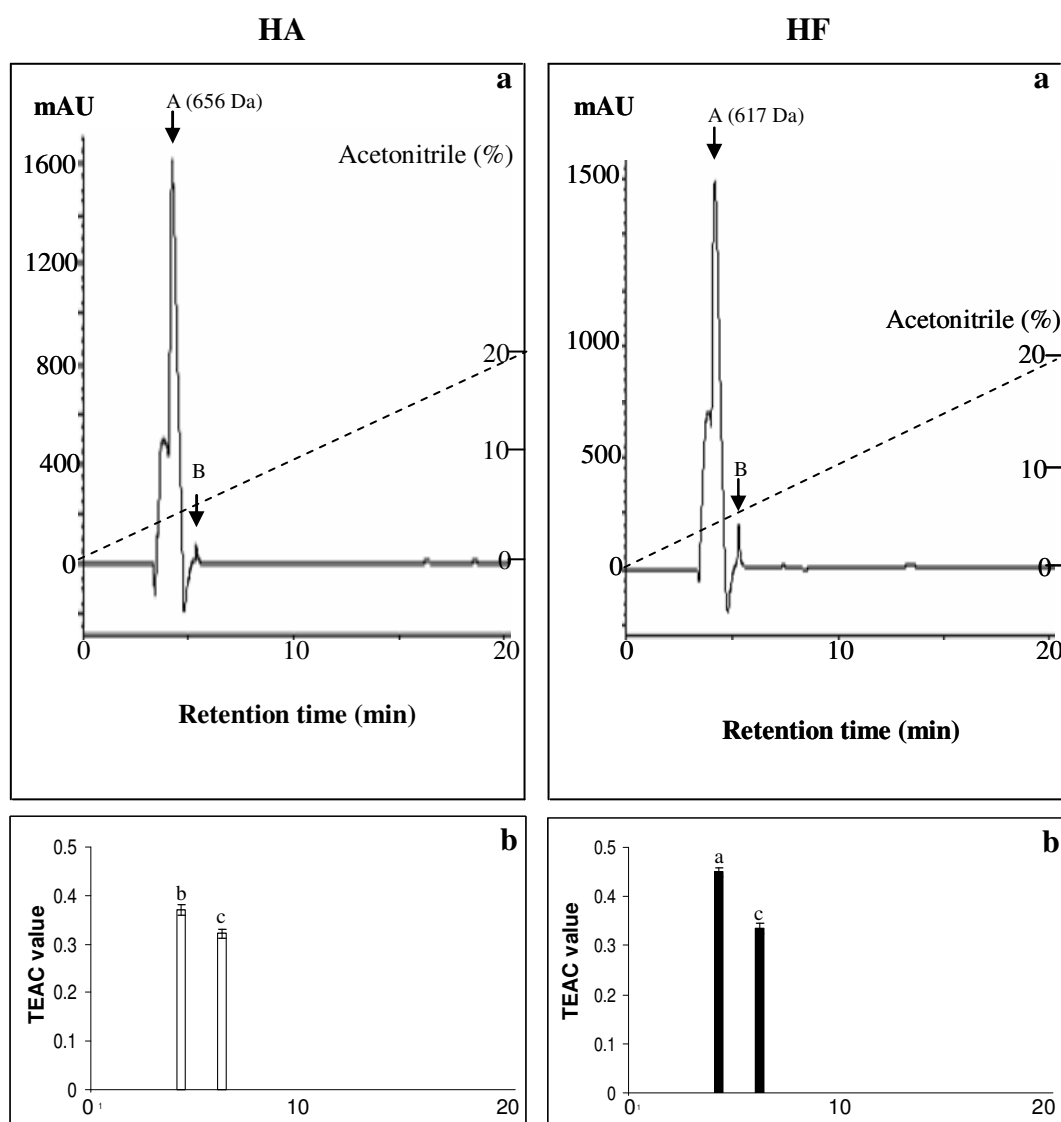 HA
HF
a
mAU
A (656 Da)
Acetonitrile (%)
1600
1200
800
400
0
20
10
0
B
0
10
20
Retention time (min)
a
mAU
A (617 Da)
Acetonitrile (%)
1500
1000
500
0
20
10
0
B
0
10
20
Retention time (min)
b
TEAC value
0.5
0.4
0.3
0.2
0.1
0
b
c
0 1
10
20
b
TEAC value
0.5
0.4
0.3
0.2
0.1
0
a
c
0 1
10
20